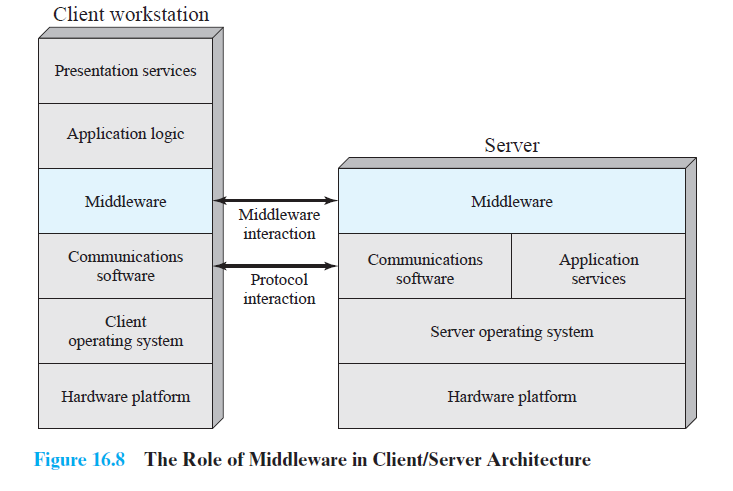 Client workstation
Presentation services
Application logic
Middleware
Communications
software
Client
operating system
Hardware platform
Middleware
interaction
Protocol
interaction
Server
Middleware
Communications
software
Application
services
Server operating system
Hardware platform
Figure 16.8 The Role of Middleware in Client/Server Architecture